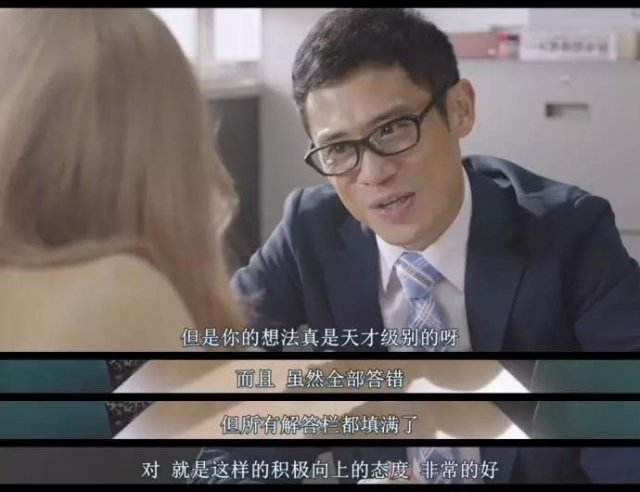 但是你的想法真是天才级别的呀
而且 虽然全部答错
但所有解答栏都填满了
对 就是这样的积极向上的态度 非常的好